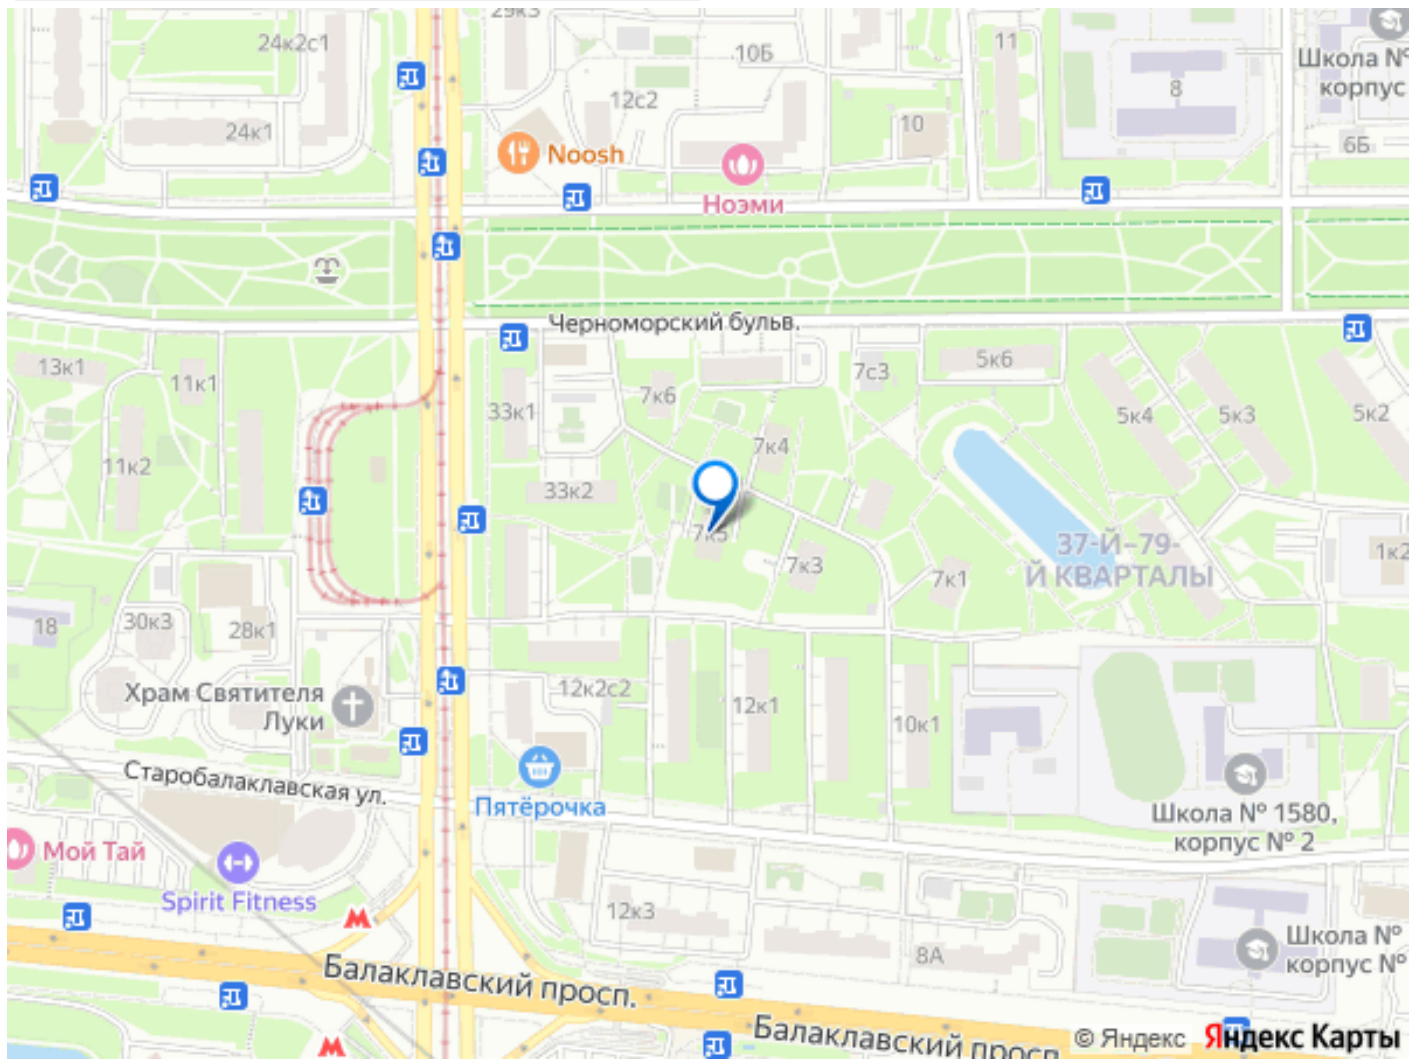 29к3
24к2с1
10Б
11
Школа №
корпус
8
12с2
24к1
10
6Б
Noosh
Ноэми
Черноморский бульв.
13к1
11к1
7с3
5к6
7к6
33к1
5к4
5к3
5к2
7к4
11к2
33к2
7к5
37-Й–79-
Й КВАРТАЛЫ
1к2
7к3
7к1
18
30к3
28к1
Храм Святителя
Луки
12к2с2
12к1
10к1
Старобалаклавская ул.
Пятёрочка
Школа № 1580,
корпус № 2
Мой Тай
Spirit Fitness
12к3
8А
Школа №
корпус №
Балаклавский просп.
Балаклавский просп
© Яндекс Яндекс Карты